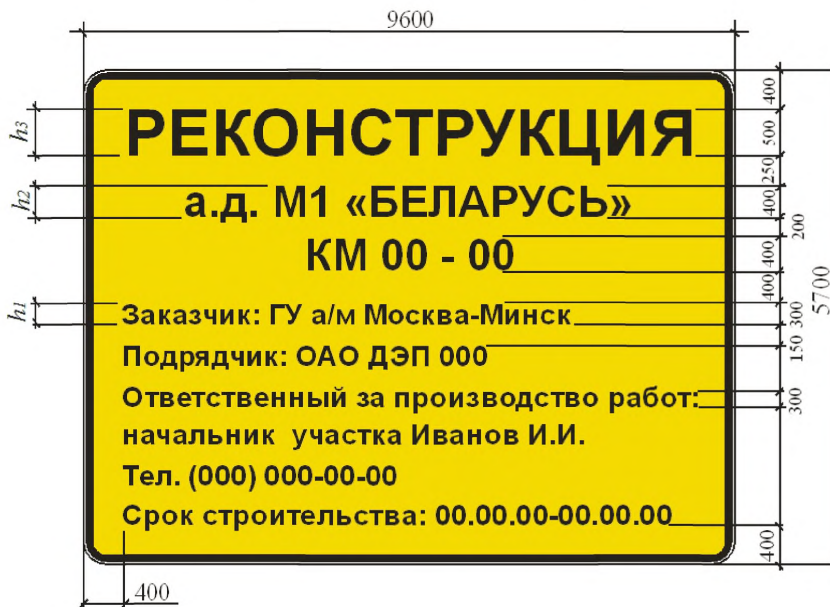 9600
РЕКОНСТРУКЦИЯ
а.д. М1 «БЕЛАРУСЬ»
КМ 00 - 00
Заказчик: ГУ а/м Москва-Минск
Подрядчик: ОАО ДЭП 000
Ответственный за производство работ:
начальник участка Иванов И.И.
Тел. (000) 000-00-00
Срок строительства: 00.00.00-00.00.00
h3
h2
h1
400
500
250
400
200
400
400
300
150
300
400
5700
400